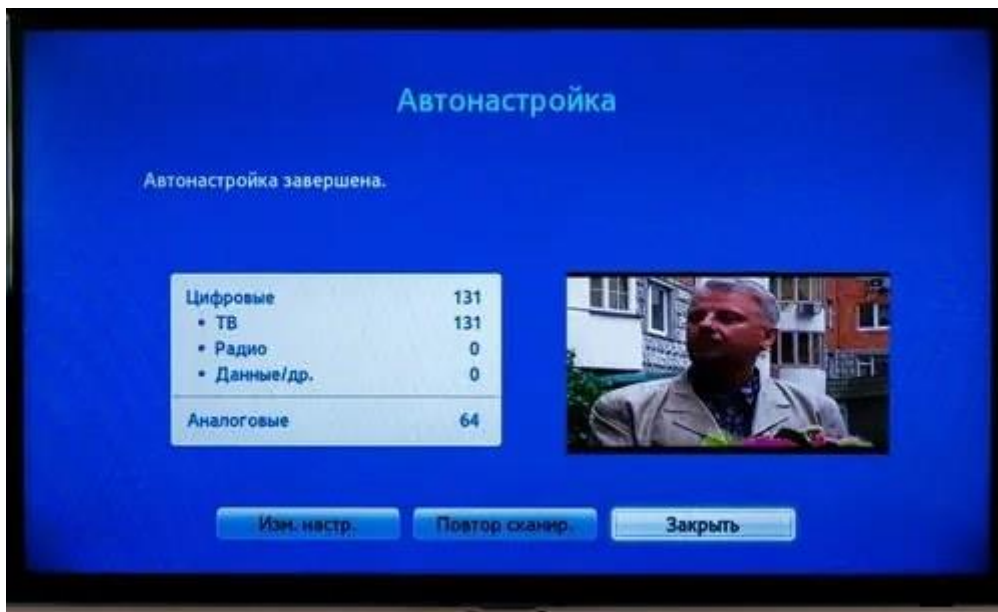 Автонастройка
Автонастройка завершена.
Цифровые 131
• ТВ 131
• Радио 0
• Данные/др. 0
Аналоговые 64
Изм. настр. Повтор сканир. Закрыть